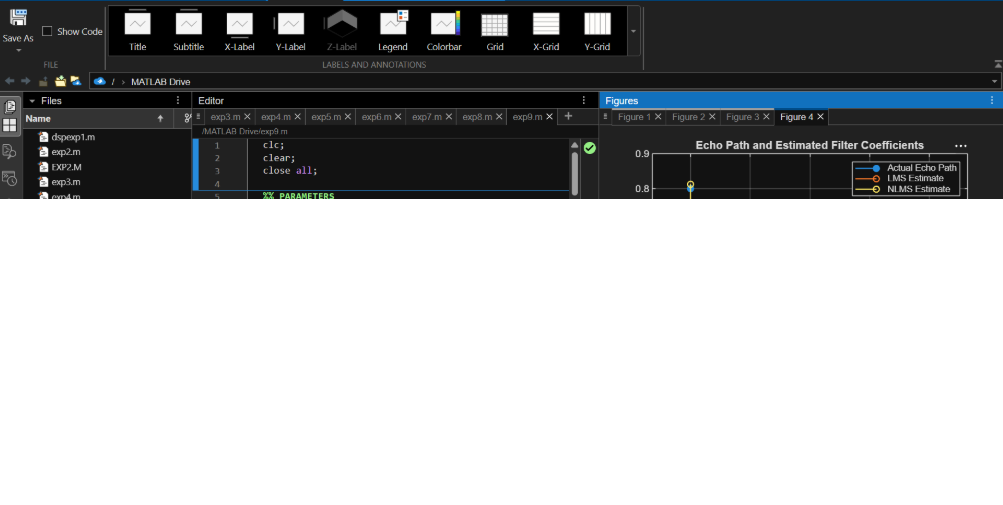 Save As
Show Code
Title Subtitle X-Label Y-Label Z-Label Legend Colorbar Grid X-Grid Y-Grid
FILE
LABELS AND ANNOTATIONS
/ › MATLAB Drive
Files
Name
dspexp1.m
exp2.m
EXP2.M
exp3.m
exp4.m
Editor
exp3.m exp4.m exp5.m exp6.m exp7.m exp8.m exp9.m
/MATLAB Drive/exp9.m
1 clc;
2 clear;
3 close all;
4
5 %% PARAMETERS
Figures
Figure 1 Figure 2 Figure 3 Figure 4
Echo Path and Estimated Filter Coefficients
0.9
0.8
Actual Echo Path
LMS Estimate
NLMS Estimate